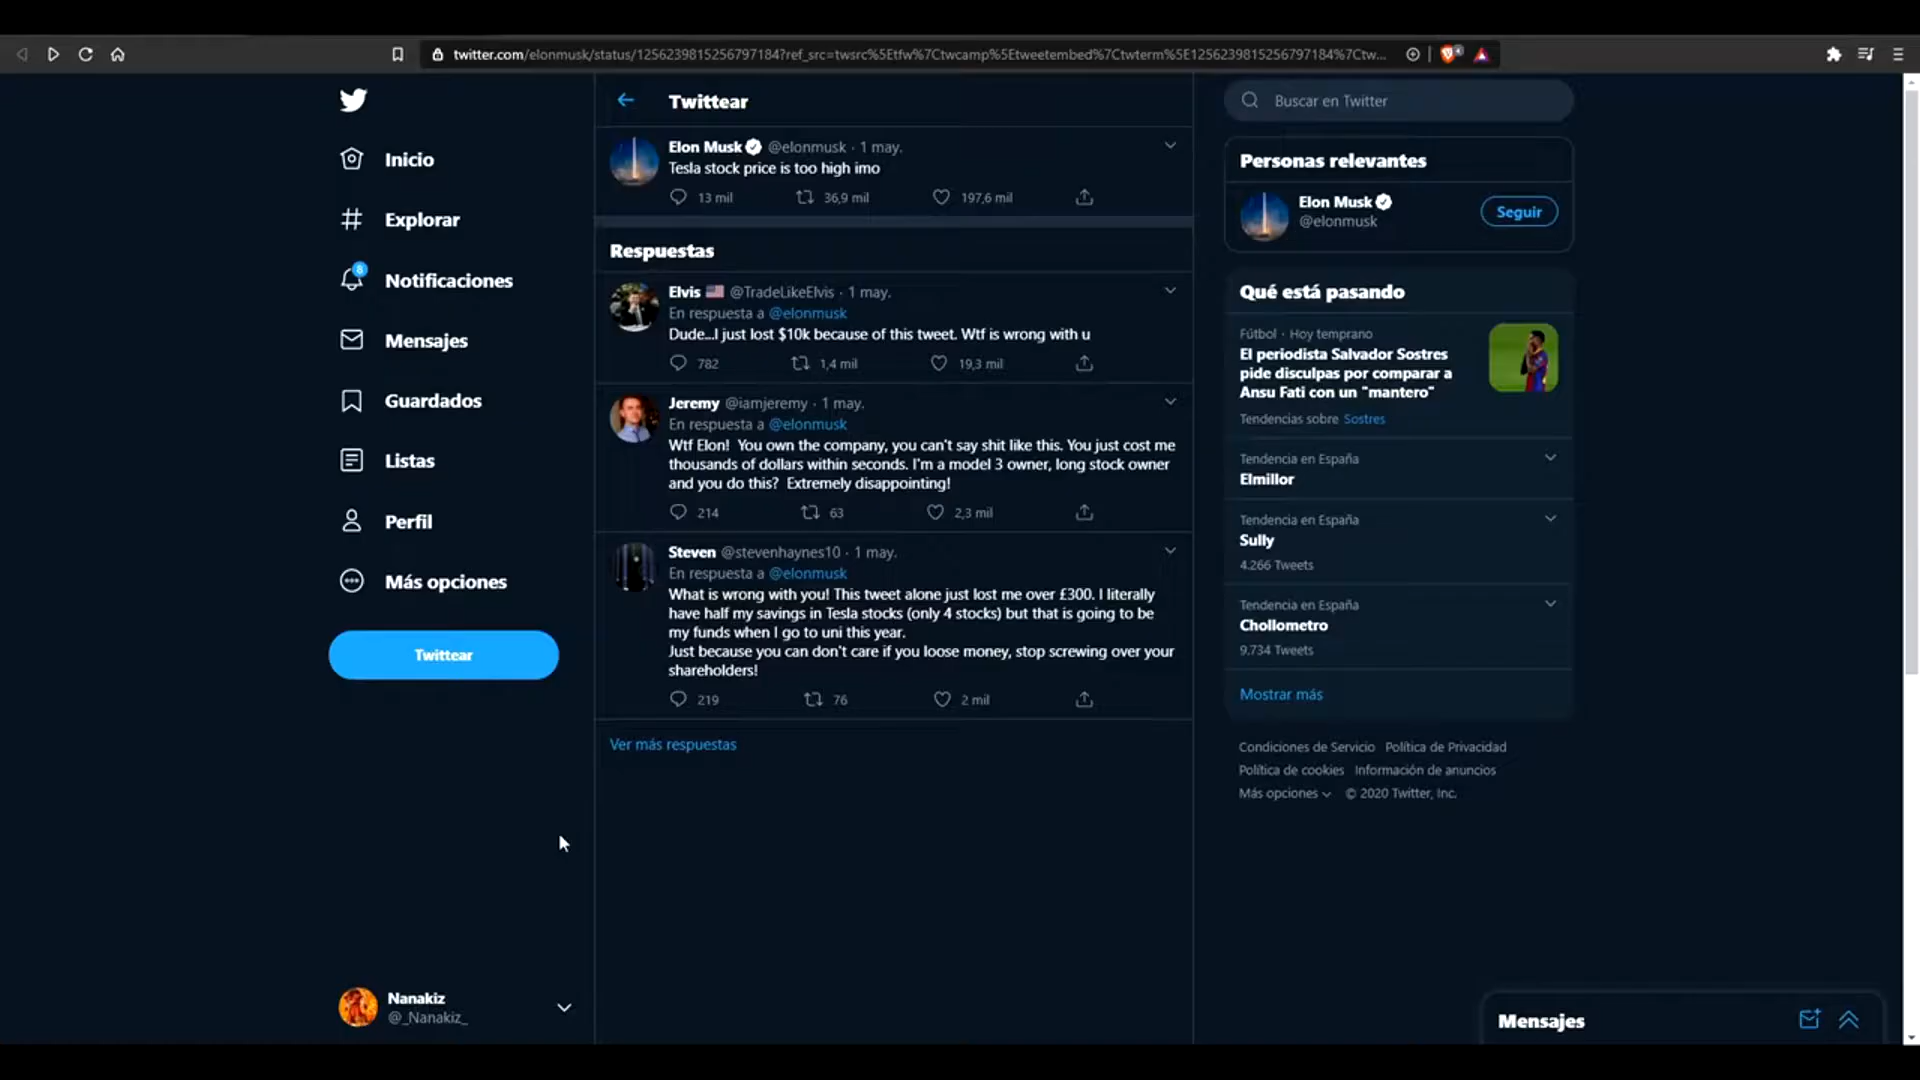 twitter.com/elonmusk/status/1256239815256797184?ref_src=twsrc%5Etfw%7Ctwcamp%5Etweetembed%7Ctwterm%5E1256239815256797184%7Ctw...
Inicio
Explorar
8
Notificaciones
Mensajes
Guardados
Listas
Perfil
Más opciones
Twittear
Nanakiz
@_Nanakiz_
Twittear
Elon Musk @elonmusk · 1 may.
Tesla stock price is too high imo
13 mil 36,9 mil 197,6 mil
Respuestas
Elvis @TradeLikeElvis · 1 may.
En respuesta a @elonmusk
Dude...I just lost $10k because of this tweet. Wtf is wrong with u
782 1,4 mil 19,3 mil
Jeremy @iamjeremy · 1 may.
En respuesta a @elonmusk
Wtf Elon! You own the company, you can't say shit like this. You just cost me
thousands of dollars within seconds. I'm a model 3 owner, long stock owner
and you do this? Extremely disappointing!
214 63 2,3 mil
Steven @stevenhaynes10 · 1 may.
En respuesta a @elonmusk
What is wrong with you! This tweet alone just lost me over £300. I literally
have half my savings in Tesla stocks (only 4 stocks) but that is going to be
my funds when I go to uni this year.
Just because you can don't care if you loose money, stop screwing over your
shareholders!
219 76 2 mil
Ver más respuestas
Buscar en Twitter
Personas relevantes
Elon Musk
@elonmusk
Seguir
Qué está pasando
Fútbol · Hoy temprano
El periodista Salvador Sostres
pide disculpas por comparar a
Ansu Fati con un "mantero"
Tendencias sobre Sostres
Tendencia en España
Elmillor
Tendencia en España
Sully
4.266 Tweets
Tendencia en España
Chollometro
9.734 Tweets
Mostrar más
Condiciones de Servicio Política de Privacidad
Política de cookies Información de anuncios
Más opciones © 2020 Twitter, Inc.
Mensajes